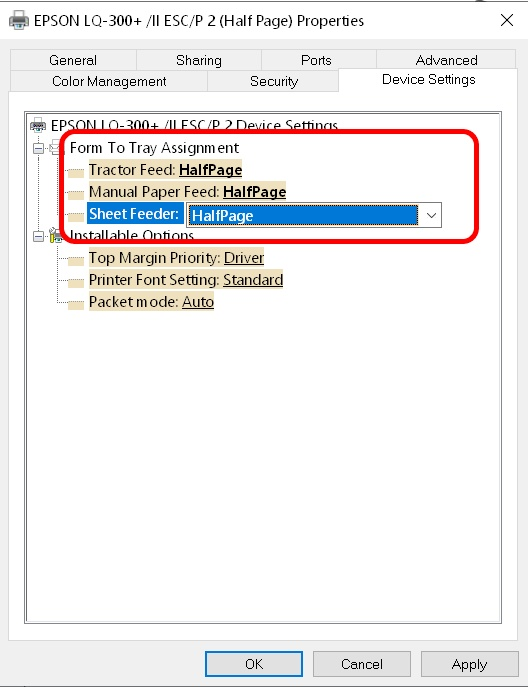 EPSON LQ-300+ /II ESC/P 2 (Half Page) Properties
General Sharing Ports Advanced
Color Management Security Device Settings
EPSON LQ-300+ /II ESC/P 2 Device Settings
Form To Tray Assignment
Tractor Feed: HalfPage
Manual Paper Feed: HalfPage
Sheet Feeder: HalfPage
Installable Options
Top Margin Priority: Driver
Printer Font Setting: Standard
Packet mode: Auto
OK Cancel Apply